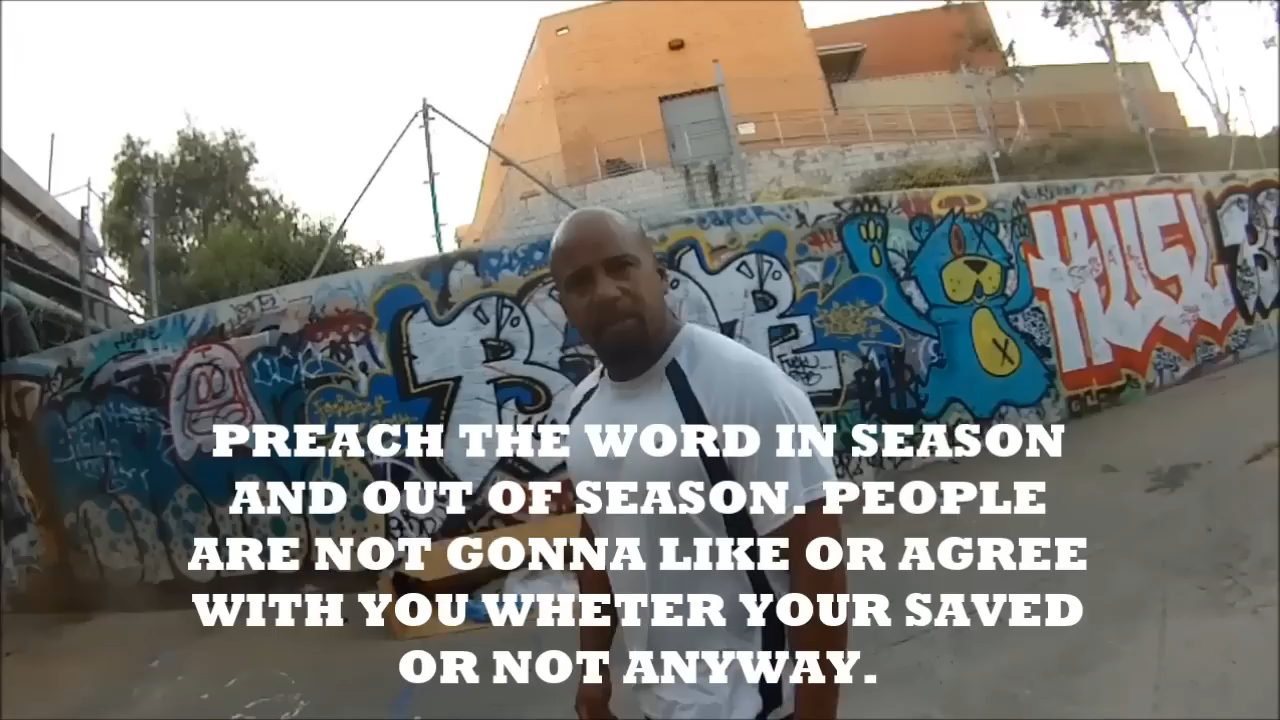 HUSL
PREACH THE WORD IN SEASON
AND OUT OF SEASON. PEOPLE
ARE NOT GONNA LIKE OR AGREE
WITH YOU WHETER YOUR SAVED
OR NOT ANYWAY.